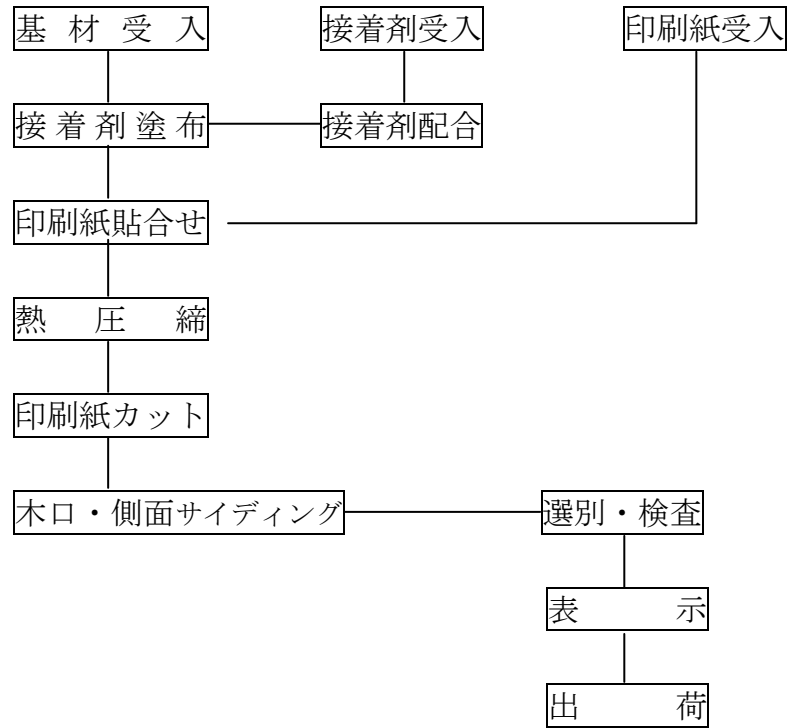 基材受入 接着剤受入 印刷紙受入
接着剤塗布 接着剤配合
印刷紙貼合せ
熱圧締
印刷紙カット
木口・側面サイディング 選別・検査
表示
出荷